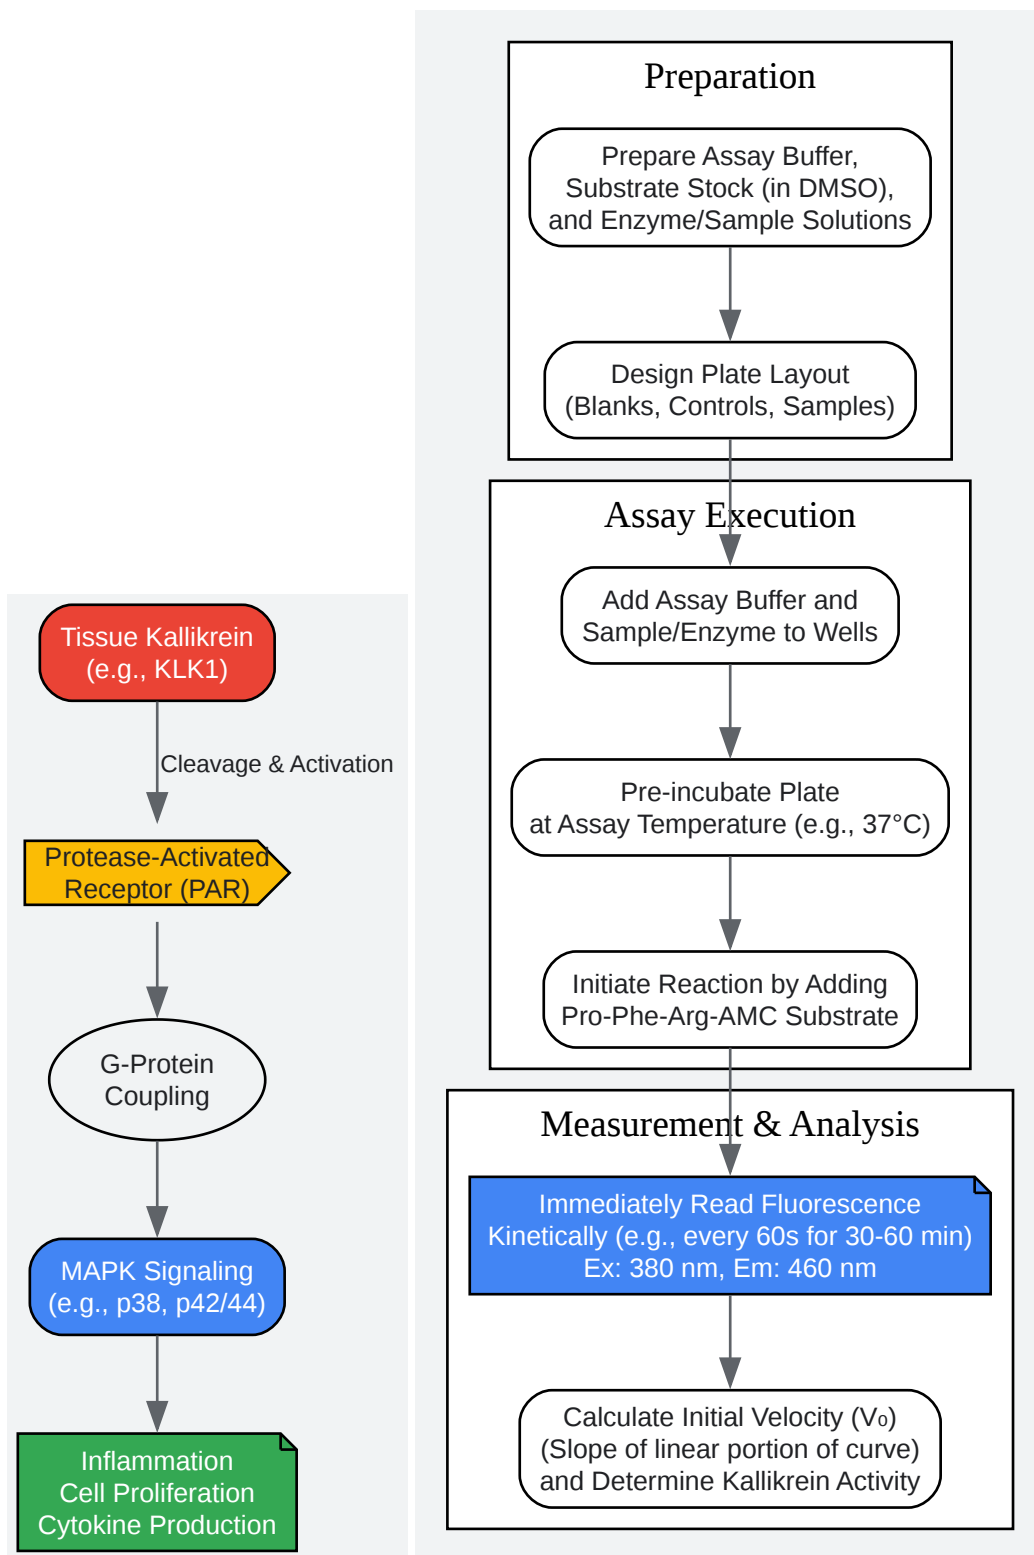 Tissue Kallikrein
(e.g., KLK1)
Cleavage & Activation
Protease-Activated
Receptor (PAR)
G-Protein
Coupling
MAPK Signaling
(e.g., p38, p42/44)
Inflammation
Cell Proliferation
Cytokine Production
Preparation
Prepare Assay Buffer,
Substrate Stock (in DMSO),
and Enzyme/Sample Solutions
Design Plate Layout
(Blanks, Controls, Samples)
Assay Execution
Add Assay Buffer and
Sample/Enzyme to Wells
Pre-incubate Plate
at Assay Temperature (e.g., 37°C)
Initiate Reaction by Adding
Pro-Phe-Arg-AMC Substrate
Measurement & Analysis
Immediately Read Fluorescence
Kinetically (e.g., every 60s for 30-60 min)
Ex: 380 nm, Em: 460 nm
Calculate Initial Velocity (V₀)
(Slope of linear portion of curve)
and Determine Kallikrein Activity